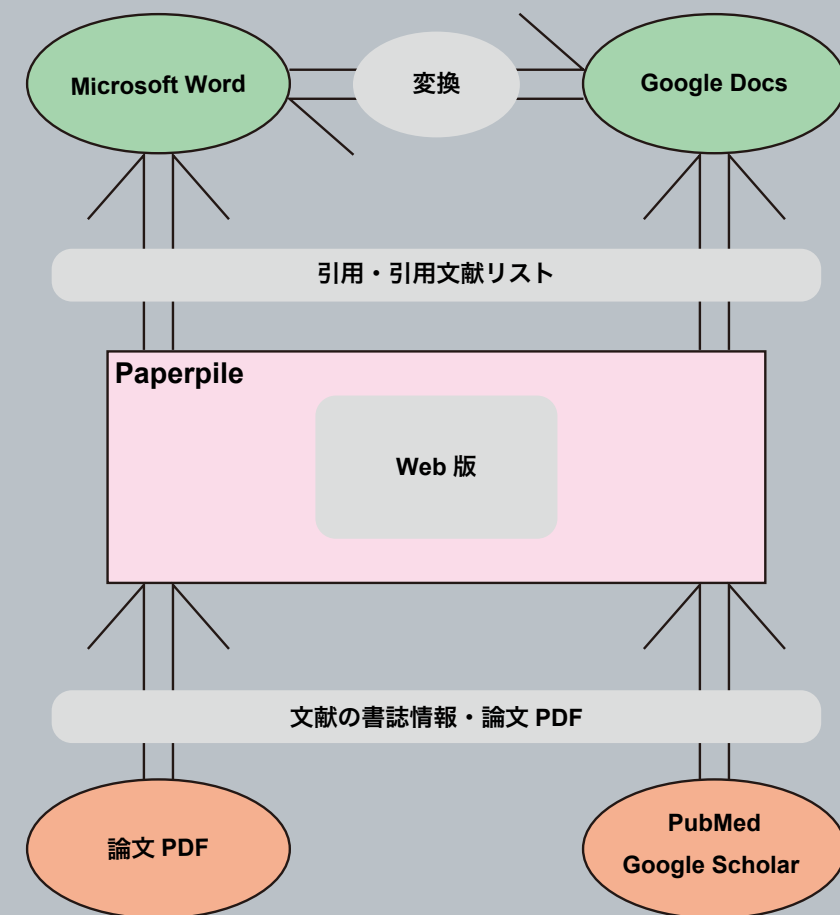 Microsoft Word
変換
Google Docs
引用・引用文献リスト
Paperpile
Web 版
文献の書誌情報・論文 PDF
論文 PDF
PubMed
Google Scholar